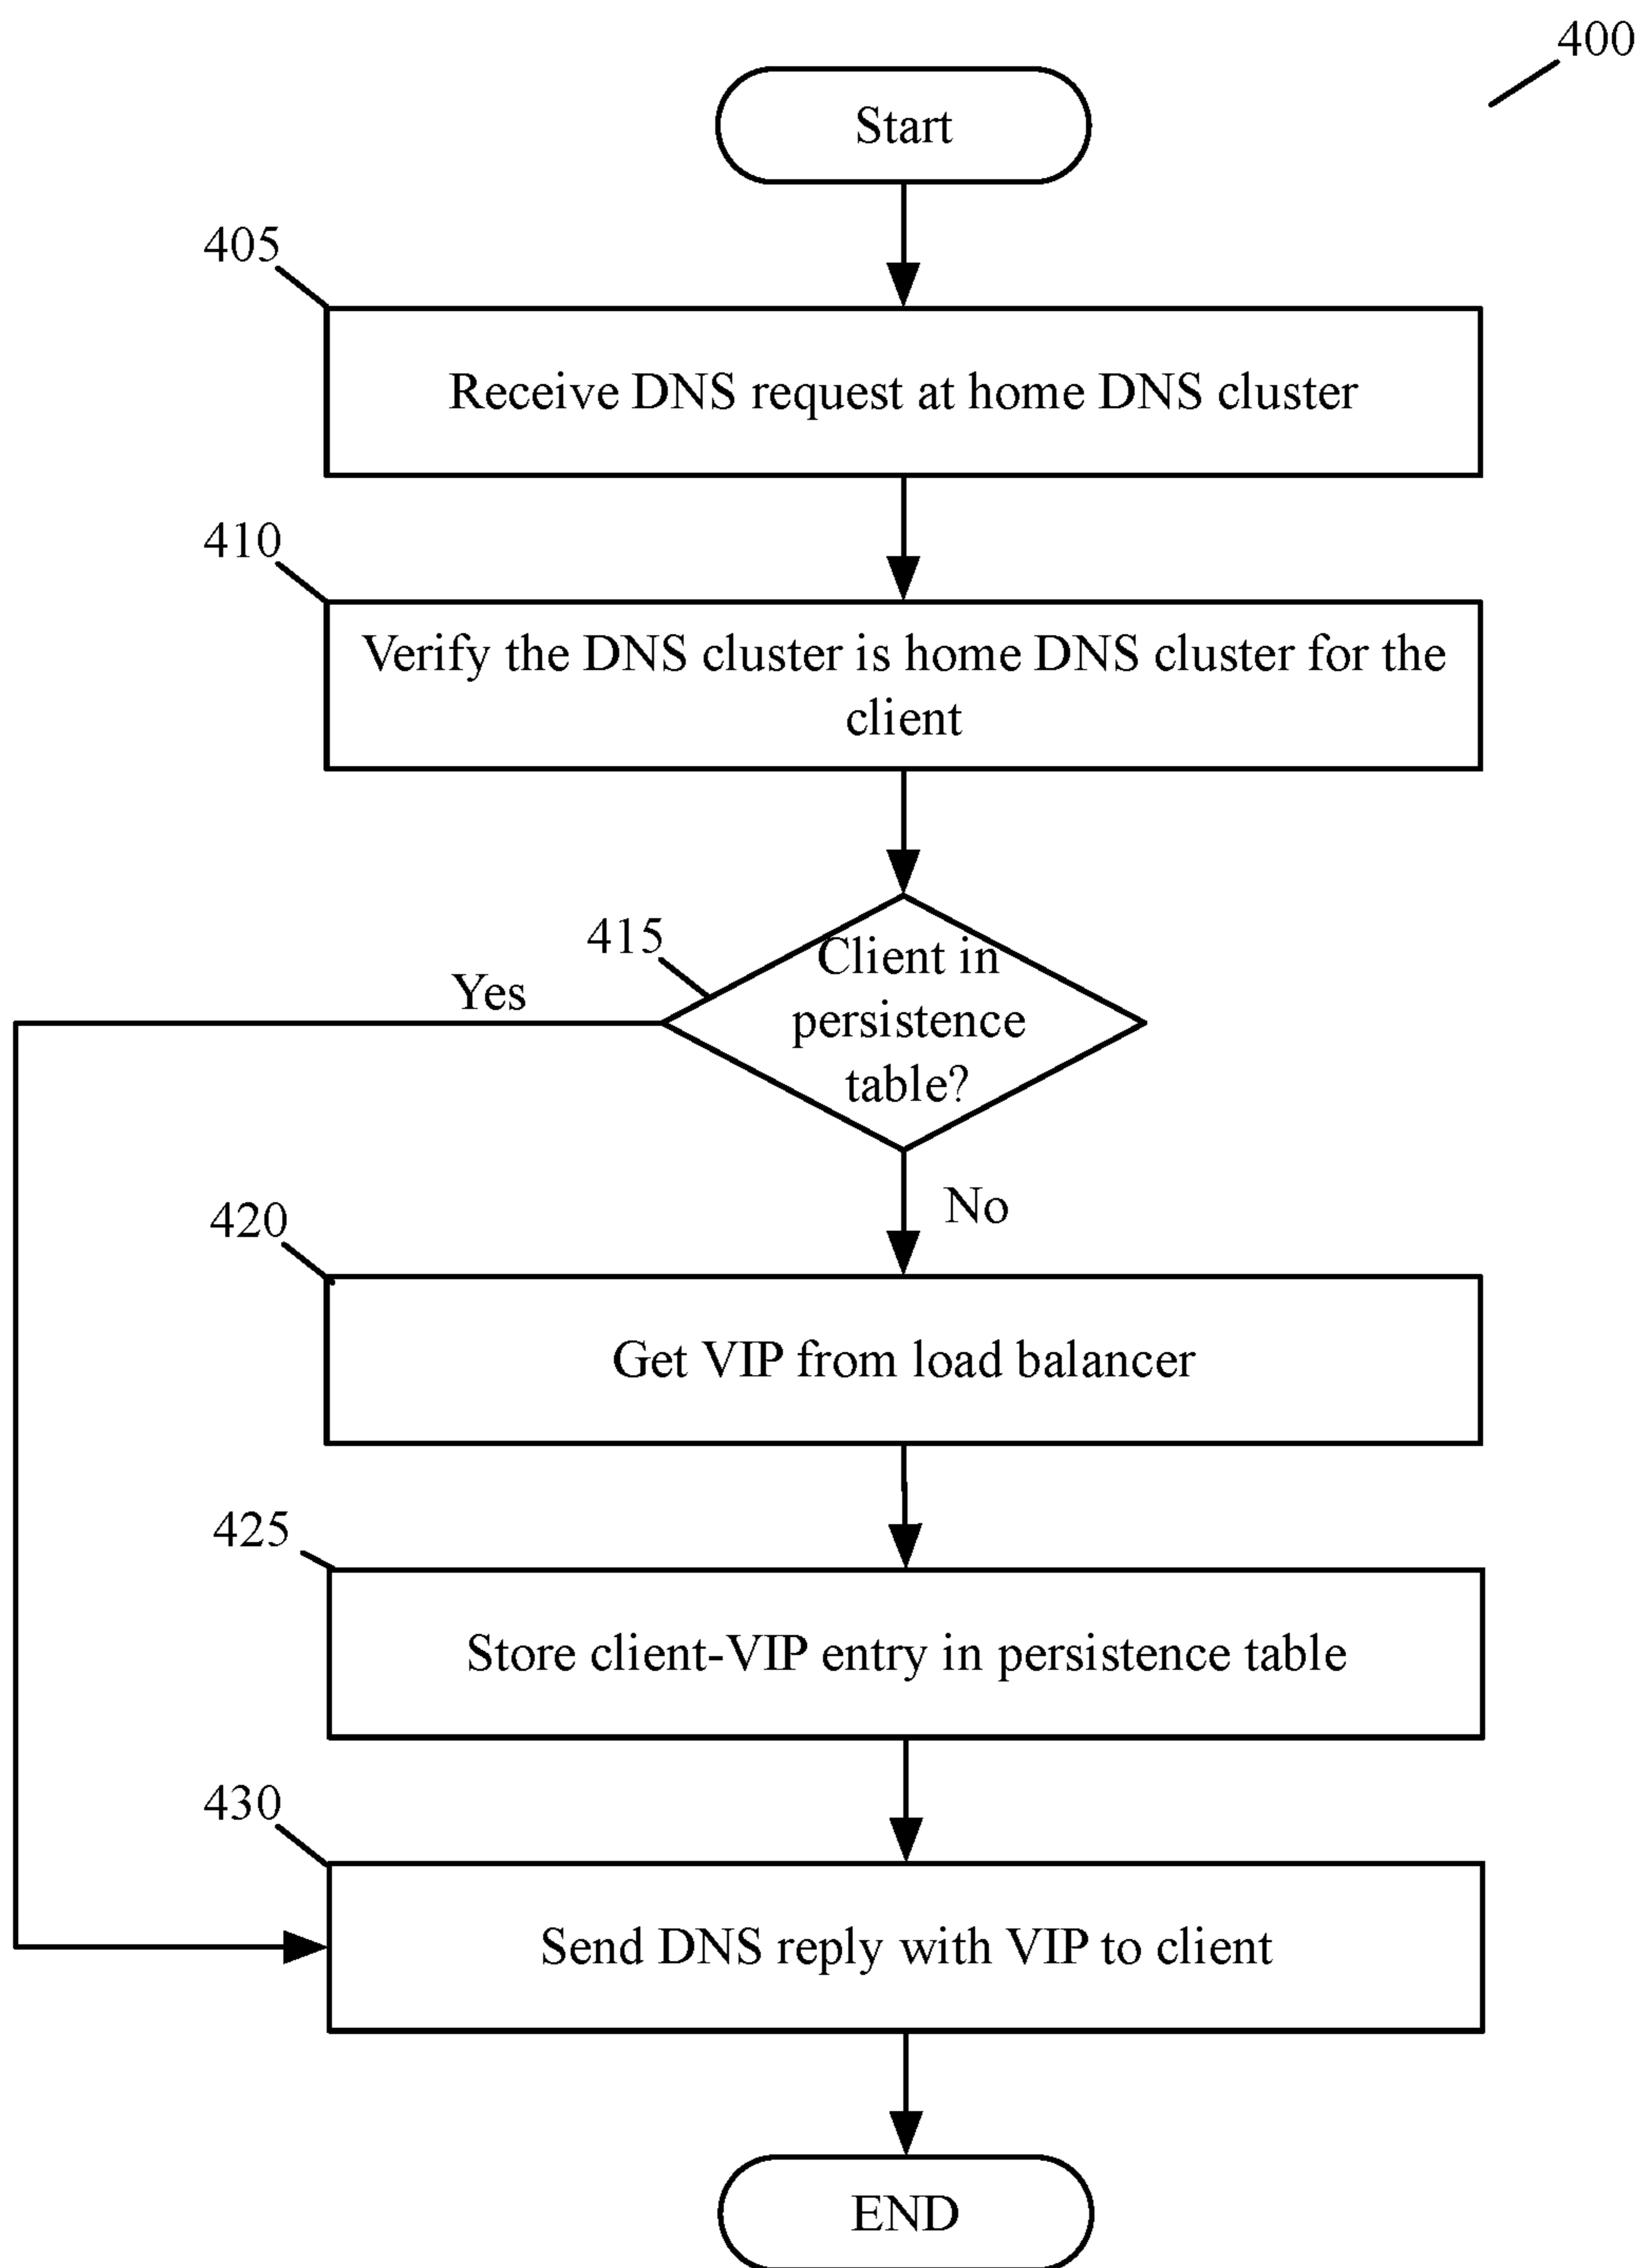 400
Start
405
Receive DNS request at home DNS cluster
410
Verify the DNS cluster is home DNS cluster for the
client
415
Yes
Client in
persistence
table?
No
420
Get VIP from load balancer
425
Store client-VIP entry in persistence table
430
Send DNS reply with VIP to client
END